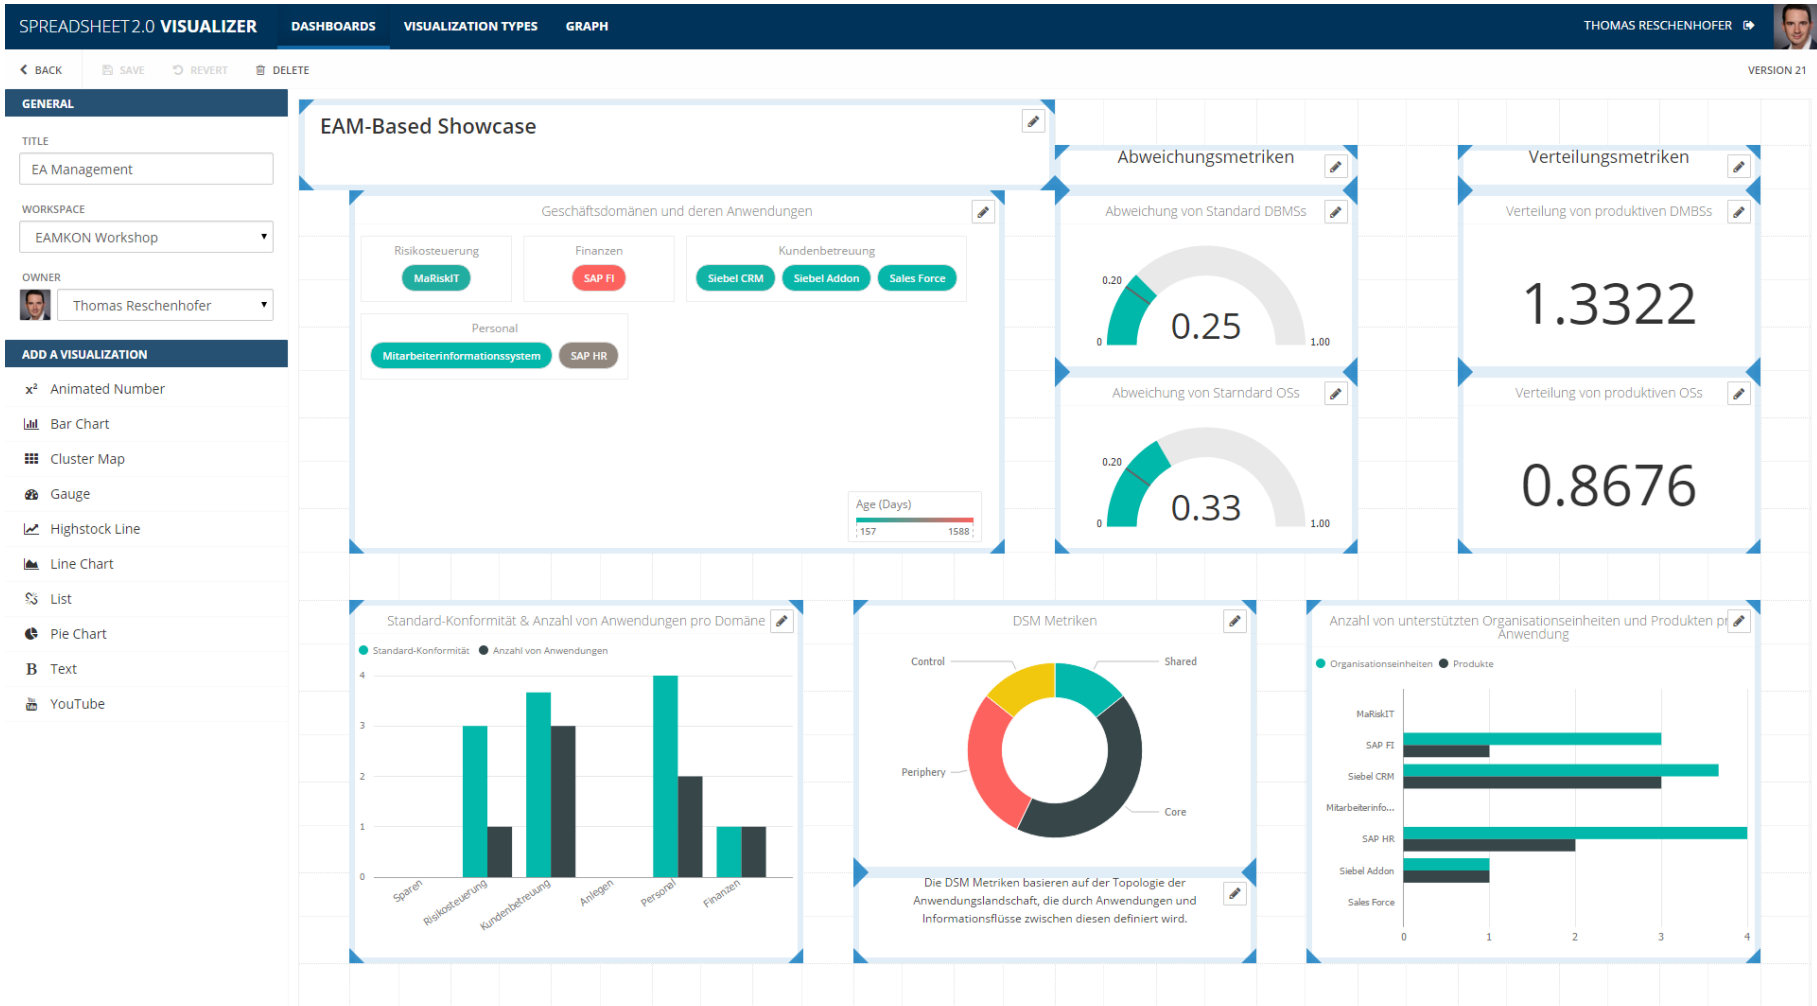 SPREADSHEET 2.0 VISUALIZER DASHBOARDS VISUALIZATION TYPES GRAPH THOMAS RESCHENHOFER
BACK SAVE REVERT DELETE VERSION 21
GENERAL
TITLE
EA Management
WORKSPACE
EAMKON Workshop
OWNER
Thomas Reschenhofer
ADD A VISUALIZATION
x² Animated Number
Bar Chart
Cluster Map
Gauge
Highstock Line
Line Chart
List
Pie Chart
B Text
YouTube
EAM-Based Showcase
Geschäftsdomänen und deren Anwendungen
Risikosteuerung
MaRiskIT
Finanzen
SAP FI
Kundenbetreuung
Siebel CRM Siebel Addon Sales Force
Personal
Mitarbeiterinformationssystem SAP HR
Age (Days)
157 1588
Abweichungsmetriken
Abweichung von Standard DBMSs
0.20
0.25
0 1.00
Abweichung von Starndard OSs
0.20
0.33
0 1.00
Verteilungsmetriken
Verteilung von produktiven DMBSs
1.3322
Verteilung von produktiven OSs
0.8676
Standard-Konformität & Anzahl von Anwendungen pro Domäne
Standard-Konformität Anzahl von Anwendungen
4
3
2
1
0
Sparen Risikosteuerung Kundenbetreuung Anlegen Personal Finanzen
DSM Metriken
Control Shared
Periphery
Core
Die DSM Metriken basieren auf der Topologie der
Anwendungslandschaft, die durch Anwendungen und
Informationsflüsse zwischen diesen definiert wird.
Anzahl von unterstützten Organisationseinheiten und Produkten pr
Anwendung
Organisationseinheiten Produkte
MaRiskIT
SAP FI
Siebel CRM
Mitarbeiterinfo...
SAP HR
Siebel Addon
Sales Force
0 1 2 3 4